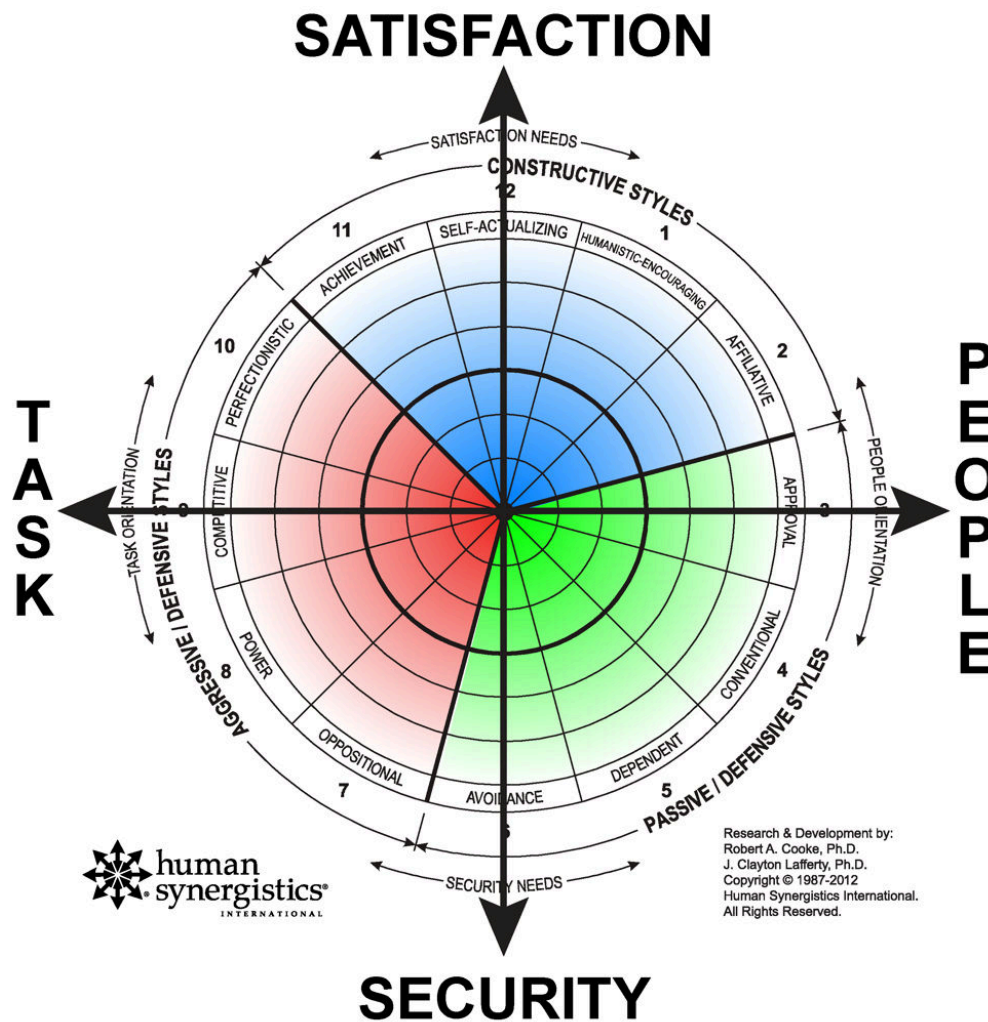 SATISFACTION
SATISFACTION NEEDS
CONSTRUCTIVE STYLES
12
11
1
SELF-ACTUALIZING
ACHIEVEMENT
HUMANISTIC-ENCOURAGING
10
2
PERFECTIONISTIC
AFFILIATIVE
TASK
PEOPLE
TASK ORIENTATION
PEOPLE ORIENTATION
AGGRESSIVE / DEFENSIVE STYLES
9
COMPETITIVE
APPROVAL
3
8
POWER
CONVENTIONAL
4
OPPOSITIONAL
DEPENDENT
7
AVOIDANCE
5
6
PASSIVE / DEFENSIVE STYLES
SECURITY NEEDS
human
synergistics®
INTERNATIONAL
Research & Development by:
Robert A. Cooke, Ph.D.
J. Clayton Lafferty, Ph.D.
Copyright © 1987-2012
Human Synergistics International.
All Rights Reserved.
SECURITY